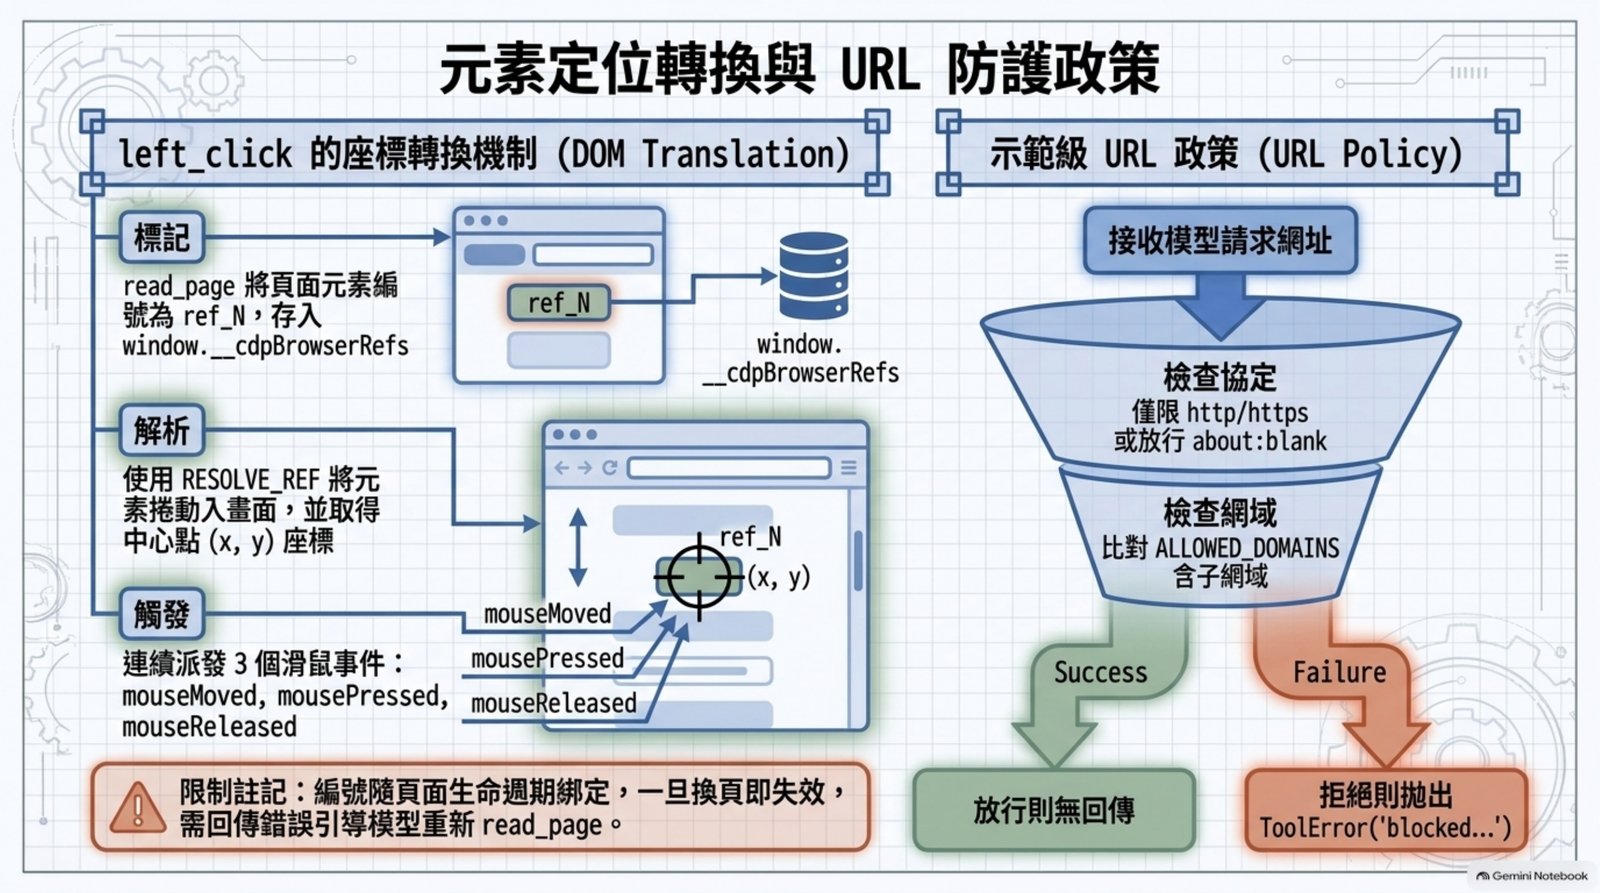 元素定位轉換與 URL 防護政策
left_click 的座標轉換機制 (DOM Translation)
標記
read_page 將頁面元素編
號為 ref_N，存入
window.__cdpBrowserRefs
ref_N
window.
__cdpBrowserRefs
解析
使用 RESOLVE_REF 將元
素捲動入畫面，並取得
中心點 (x, y) 座標
ref_N
(x, y)
觸發
連續派發 3 個滑鼠事件：
mouseMoved, mousePressed,
mouseReleased
mouseMoved
mousePressed
mouseReleased
限制註記：編號隨頁面生命週期綁定，一旦換頁即失效，
需回傳錯誤引導模型重新 read_page。
示範級 URL 政策 (URL Policy)
接收模型請求網址
檢查協定
僅限 http/https
或放行 about:blank
檢查網域
比對 ALLOWED_DOMAINS
含子網域
Success
Failure
放行則無回傳
拒絕則拋出
ToolError('blocked...')
Gemini Notebook